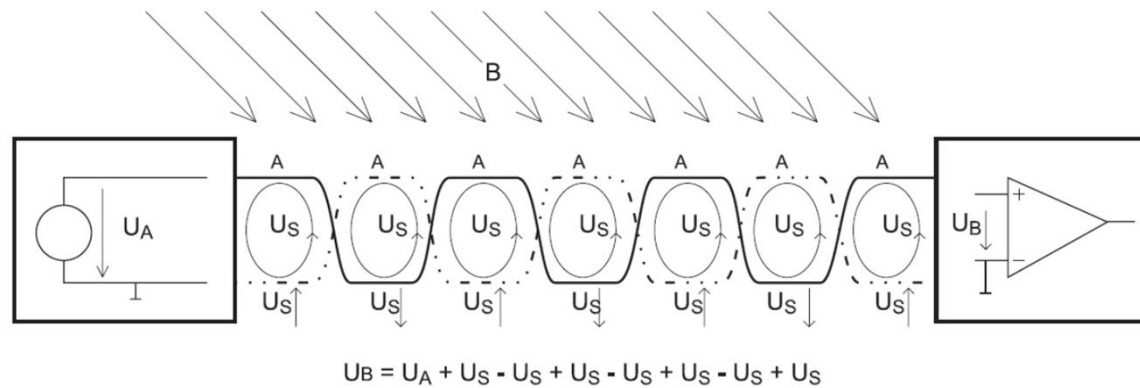 B
A A A A A A A
U_A U_S U_S U_S U_S U_S U_S U_S U_B + −
U_S U_S U_S U_S U_S U_S U_S
U_B = U_A + U_S - U_S + U_S - U_S + U_S - U_S + U_S